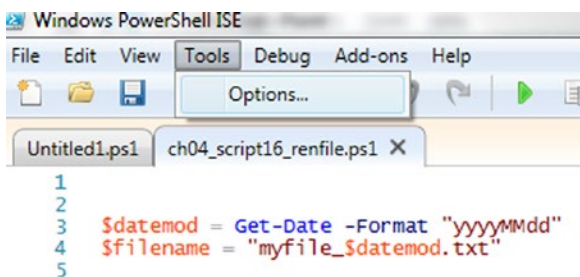 Windows PowerShell ISE
File Edit View Tools Debug Add-ons Help
Options...
Untitled1.ps1 ch04_script16_renfile.ps1 X
1
2
3 $datemod = Get-Date -Format "yyyyMMdd"
4 $filename = "myfile_$datemod.txt"
5